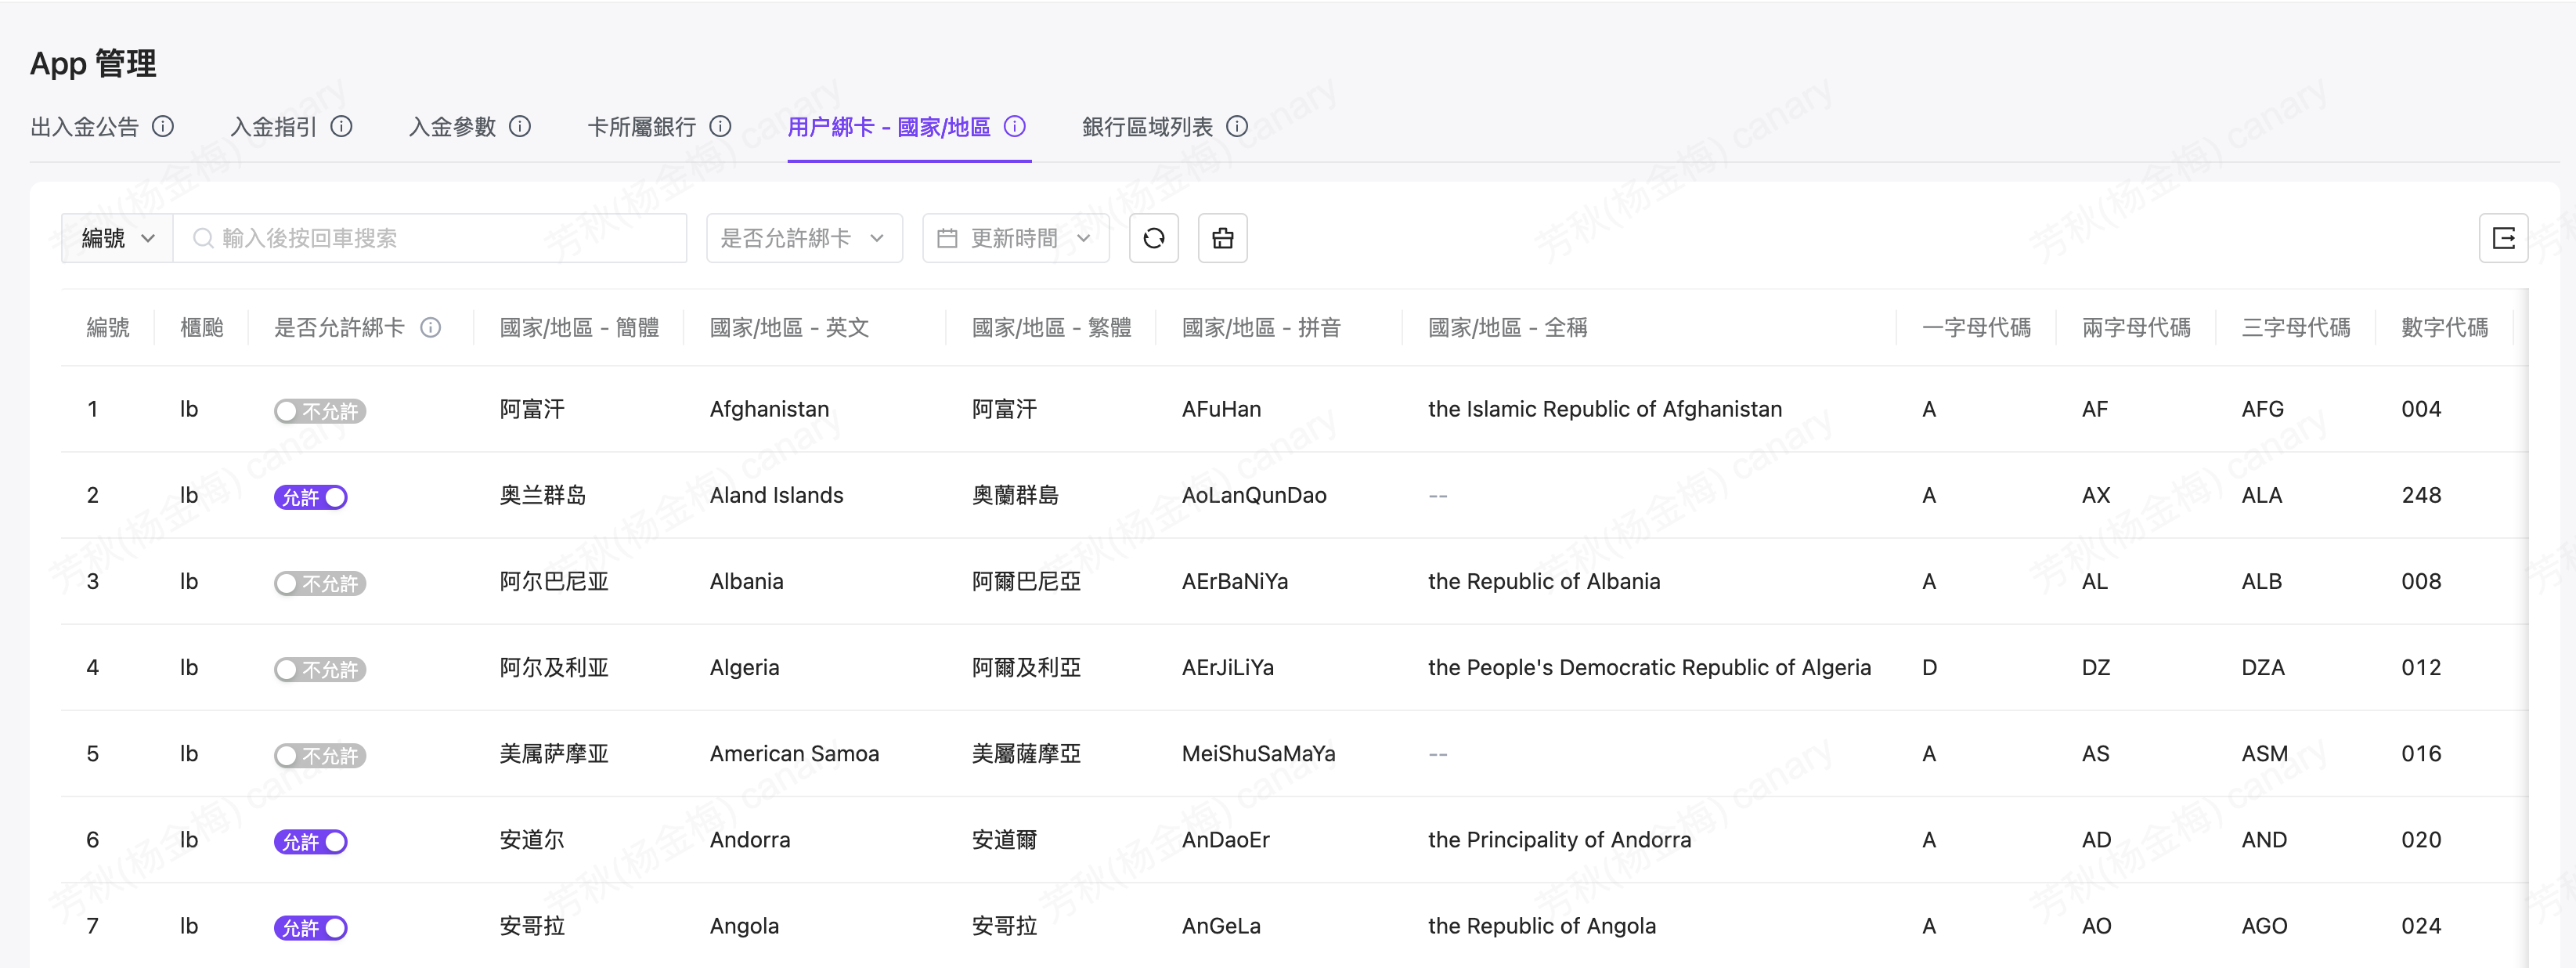 App 管理
出入金公告 入金指引 入金參數 卡所屬銀行 用户綁卡 - 國家/地區 銀行區域列表
編號 輸入後按回車搜索 是否允許綁卡 更新時間
編號 櫃颱 是否允許綁卡 國家/地區 - 簡體 國家/地區 - 英文 國家/地區 - 繁體 國家/地區 - 拼音 國家/地區 - 全稱 一字母代碼 兩字母代碼 三字母代碼 數字代碼
1 lb 不允許 阿富汗 Afghanistan 阿富汗 AFuHan the Islamic Republic of Afghanistan A AF AFG 004
2 lb 允許 奥兰群岛 Aland Islands 奧蘭群島 AoLanQunDao -- A AX ALA 248
3 lb 不允許 阿尔巴尼亚 Albania 阿爾巴尼亞 AErBaNiYa the Republic of Albania A AL ALB 008
4 lb 不允許 阿尔及利亚 Algeria 阿爾及利亞 AErJiLiYa the People's Democratic Republic of Algeria D DZ DZA 012
5 lb 不允許 美属萨摩亚 American Samoa 美屬薩摩亞 MeiShuSaMaYa -- A AS ASM 016
6 lb 允許 安道尔 Andorra 安道爾 AnDaoEr the Principality of Andorra A AD AND 020
7 lb 允許 安哥拉 Angola 安哥拉 AnGeLa the Republic of Angola A AO AGO 024
芳秋(杨金梅) canary